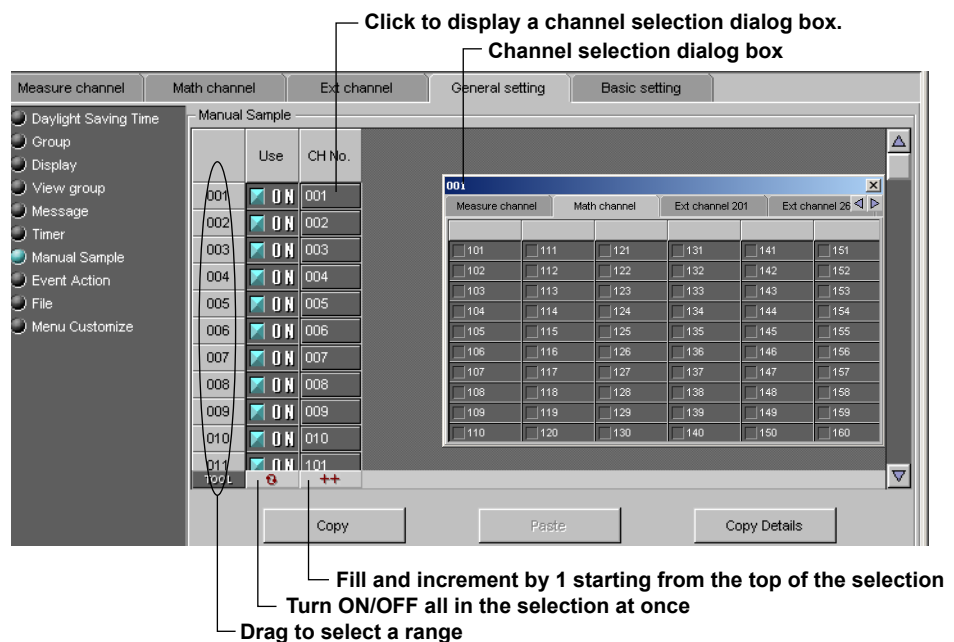 Click to display a channel selection dialog box.
Channel selection dialog box
Measure channel Math channel Ext channel General setting Basic setting
Daylight Saving Time
Group
Display
View group
Message
Timer
Manual Sample
Event Action
File
Menu Customize
Manual Sample
Use CH No.
001 ON 001
002 ON 002
003 ON 003
004 ON 004
005 ON 005
006 ON 006
007 ON 007
008 ON 008
009 ON 009
010 ON 010
011 ON 101
TOOL ++
001
Measure channel Math channel Ext channel 201 Ext channel 26
101 111 121 131 141 151
102 112 122 132 142 152
103 113 123 133 143 153
104 114 124 134 144 154
105 115 125 135 145 155
106 116 126 136 146 156
107 117 127 137 147 157
108 118 128 138 148 158
109 119 129 139 149 159
110 120 130 140 150 160
Copy Paste Copy Details
Fill and increment by 1 starting from the top of the selection
Turn ON/OFF all in the selection at once
Drag to select a range